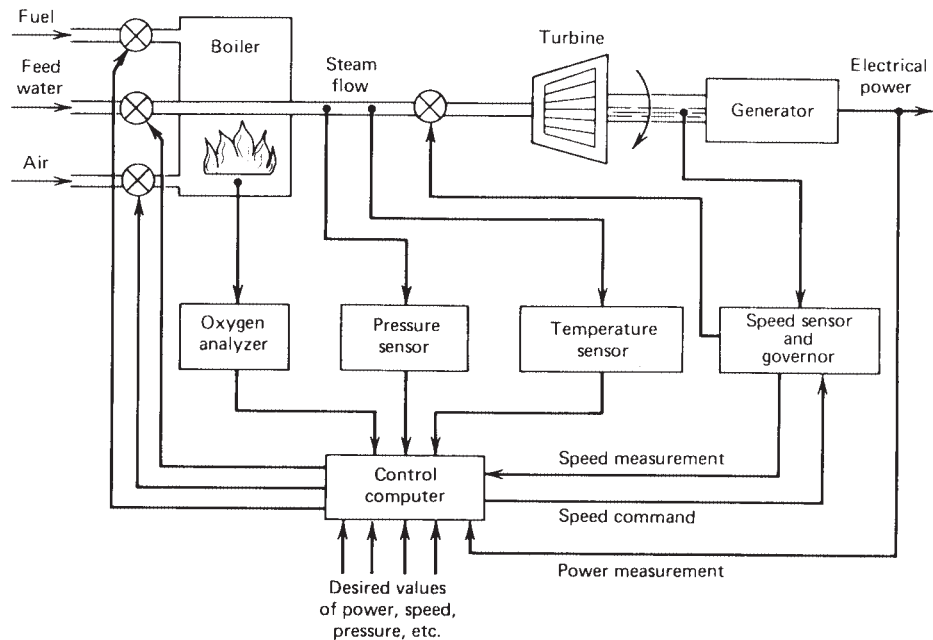 Fuel
Boiler
Feed
water
Steam
flow
Turbine
Electrical
power
Generator
Air
Oxygen
analyzer
Pressure
sensor
Temperature
sensor
Speed sensor
and
governor
Control
computer
Speed measurement
Speed command
Power measurement
Desired values
of power, speed,
pressure, etc.